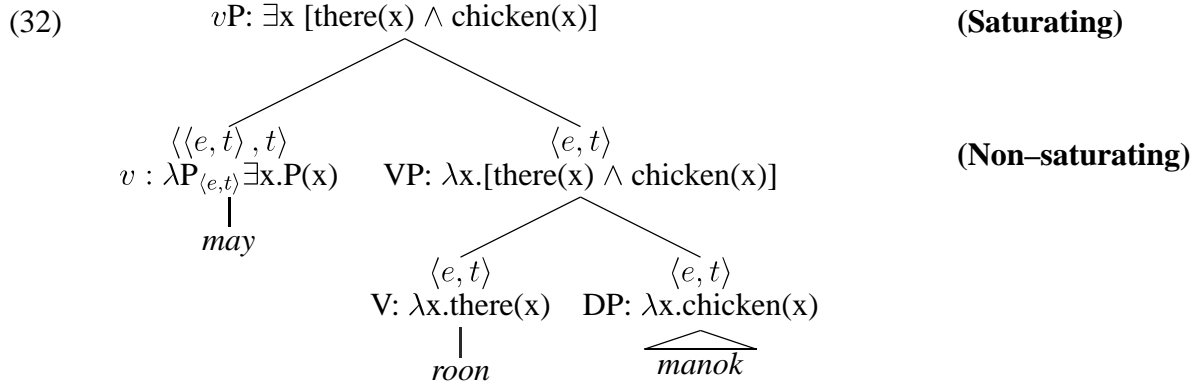 (32) vP: ∃x [there(x) ∧ chicken(x)] (Saturating)
⟨⟨e, t⟩ , t⟩ ⟨e, t⟩
v : λP⟨e,t⟩∃x.P(x) VP: λx.[there(x) ∧ chicken(x)] (Non–saturating)
may
⟨e, t⟩ ⟨e, t⟩
V: λx.there(x) DP: λx.chicken(x)
roon manok